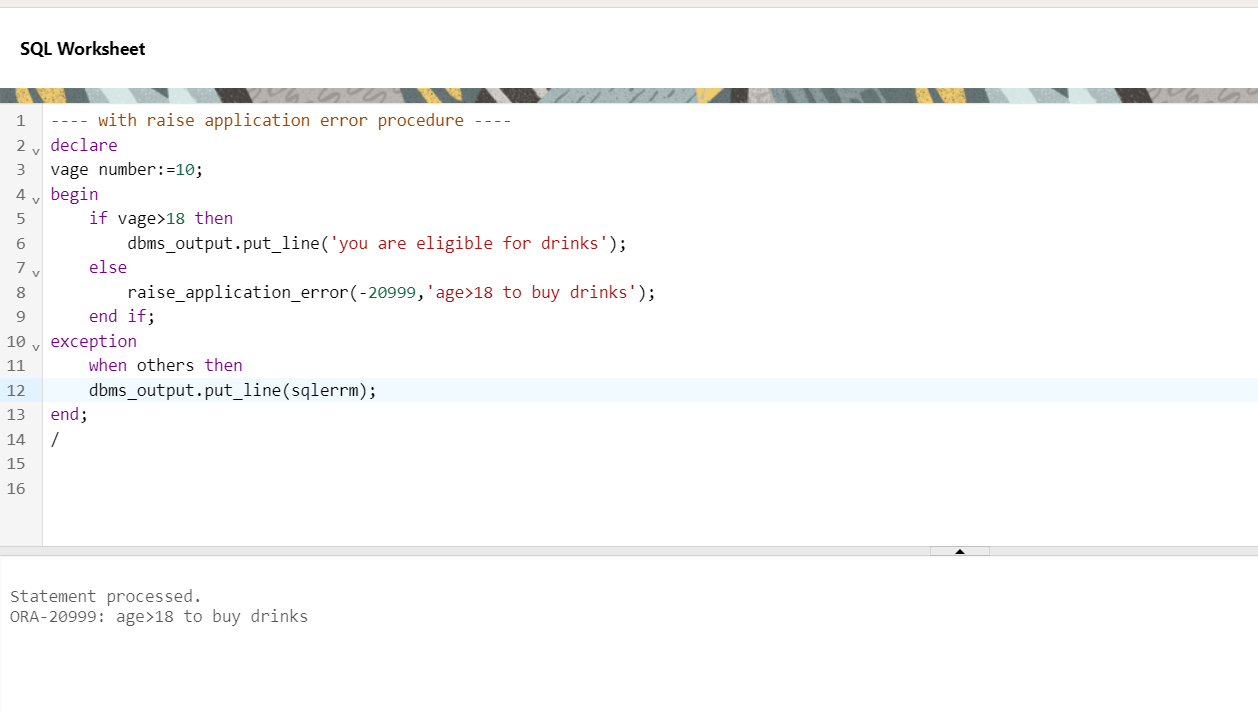 SQL Worksheet
1 ---- with raise application error procedure ----
2 declare
3 vage number:=10;
4 begin
5 if vage>18 then
6 dbms_output.put_line('you are eligible for drinks');
7 else
8 raise_application_error(-20999,'age>18 to buy drinks');
9 end if;
10 exception
11 when others then
12 dbms_output.put_line(sqlerrm);
13 end;
14 /
15
16
Statement processed.
ORA-20999: age>18 to buy drinks